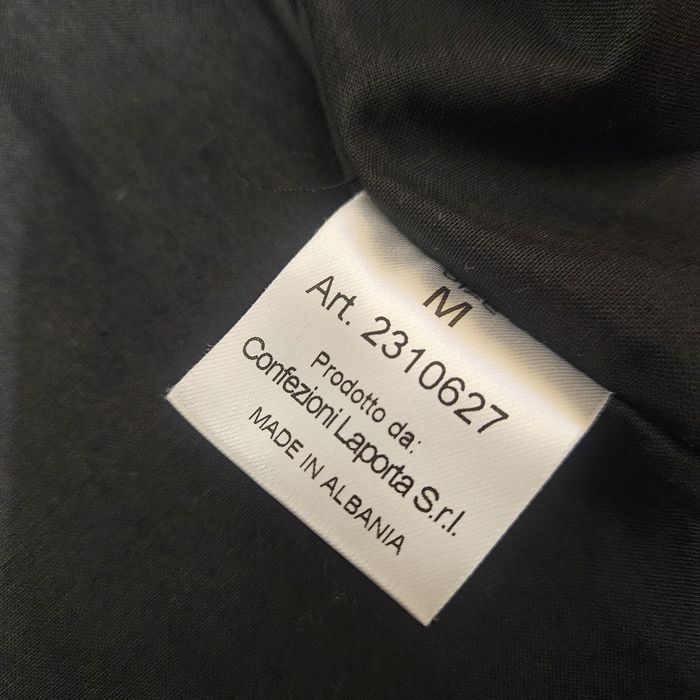 M
Art. 2310627
Prodotto da:
Confezioni Laporta S.r.l.
MADE IN ALBANIA